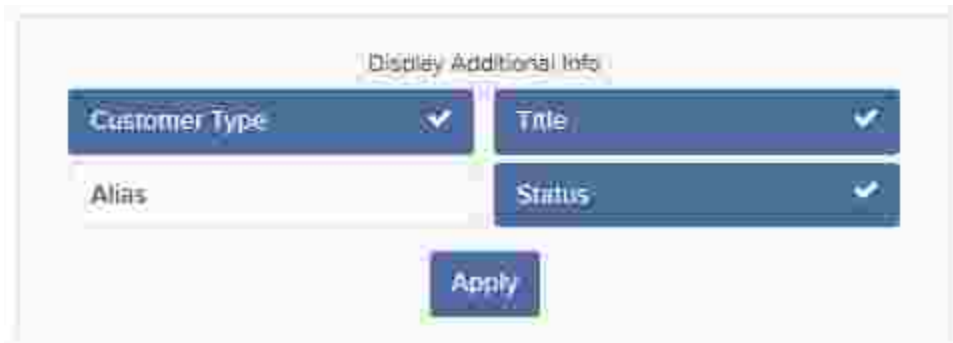 Display Additional Info
Customer Type
Title
Alias
Status
Apply